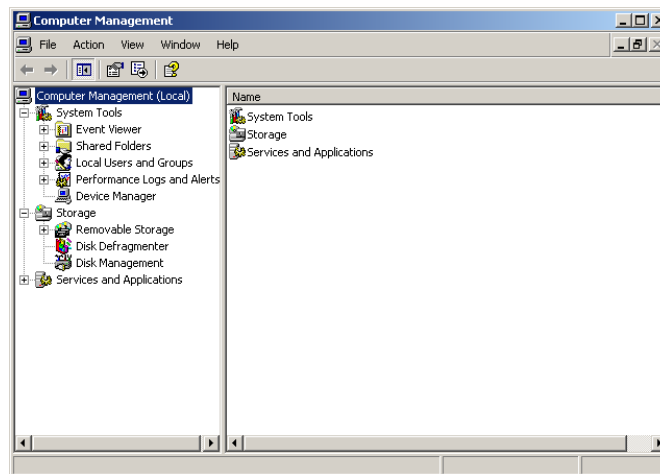 Computer Management
File Action View Window Help
Computer Management (Local)
System Tools
Event Viewer
Shared Folders
Local Users and Groups
Performance Logs and Alerts
Device Manager
Storage
Removable Storage
Disk Defragmenter
Disk Management
Services and Applications
Name
System Tools
Storage
Services and Applications